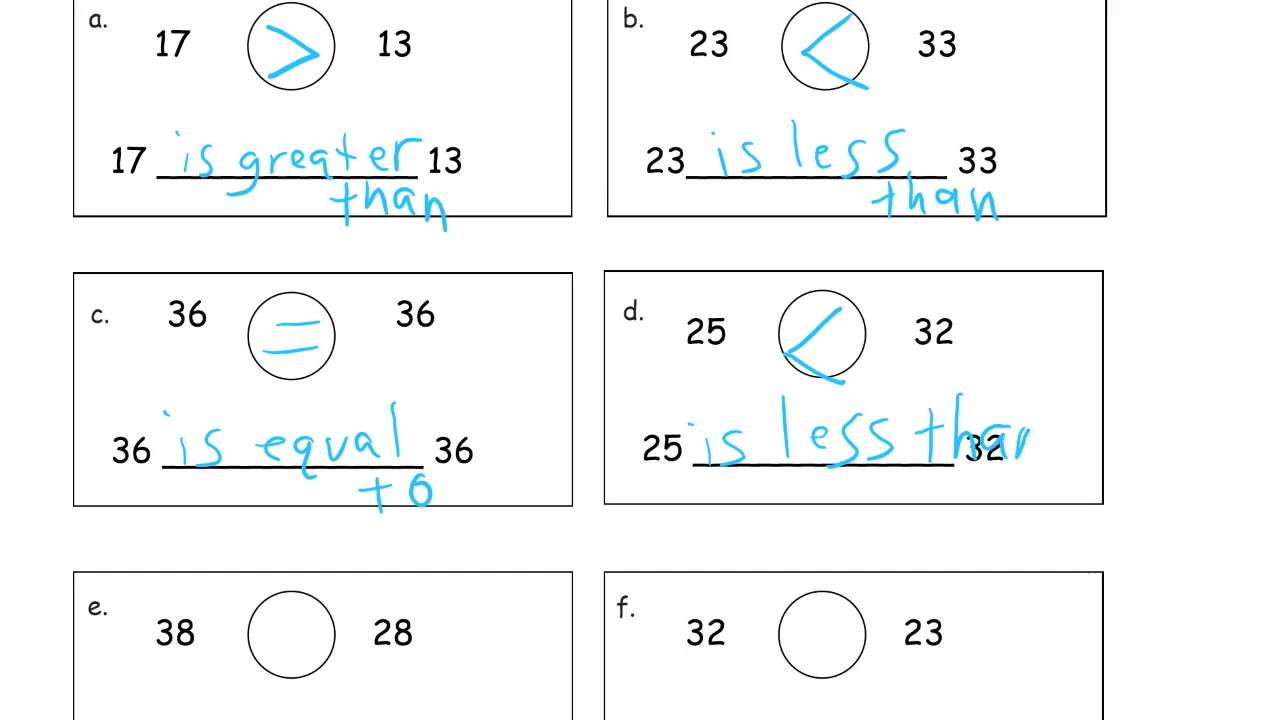 a. 17 > 13
17 is greater than 13
b. 23 < 33
23 is less than 33
c. 36 = 36
36 is equal to 36
d. 25 < 32
25 is less than 32
e. 38 28
f. 32 23